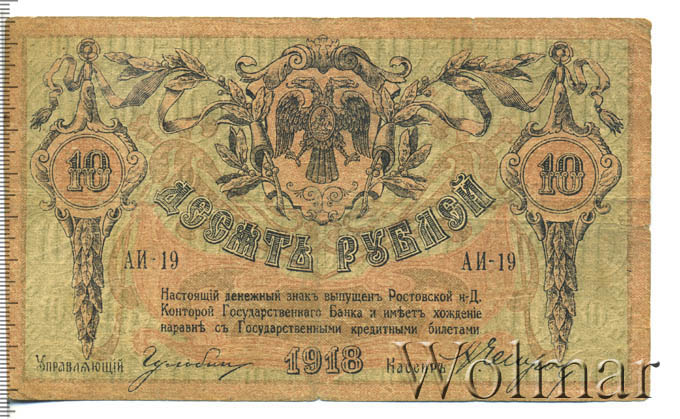 10
10
ДЕСЯТЬ РУБЛЕЙ
АИ-19
АИ-19
Настоящій денежный знакъ выпущенъ Ростовской н-Д.
Конторой Государственнаго Банка и имѣетъ хожденіе
наравнѣ съ Государственными кредитными билетами
Управляющій
1918
Кассиръ
Wolmar